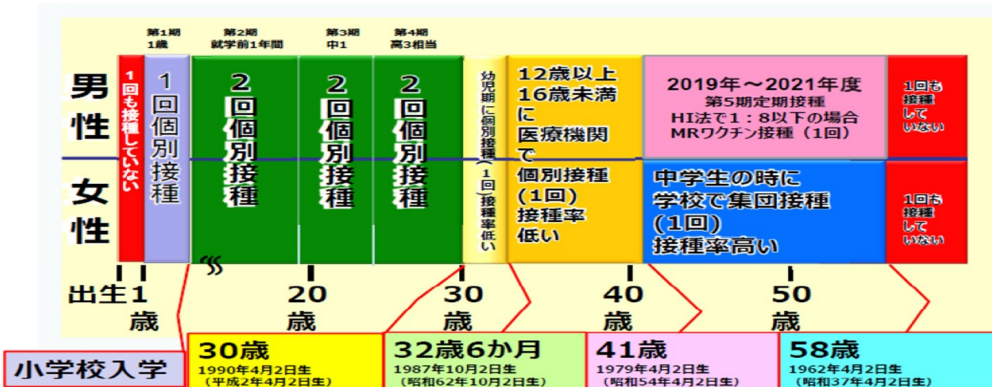 第1期
1歳
第2期
就学前1年間
第3期
中1
第4期
高3相当
男性
女性
1回も接種していない
1回個別接種
2回個別接種
2回個別接種
2回個別接種
幼児期に個別接種(1回)接種率低い
12歳以上
16歳未満
に
医療機関
で
個別接種
(1回)
接種率
低い
2019年～2021年度
第5期定期接種
HI法で1：8以下の場合
MRワクチン接種（1回）
中学生の時に
学校で集団接種
(1回)
接種率高い
1回も
接種
して
いない
1回も
接種
して
いない
出生1
歳
20
歳
30
歳
40
歳
50
歳
小学校入学
30歳
1990年4月2日生
(平成2年4月2日生)
32歳6か月
1987年10月2日生
(昭和62年10月2日生)
41歳
1979年4月2日生
(昭和54年4月2日生)
58歳
1962年4月2日生
(昭和37年4月2日生)